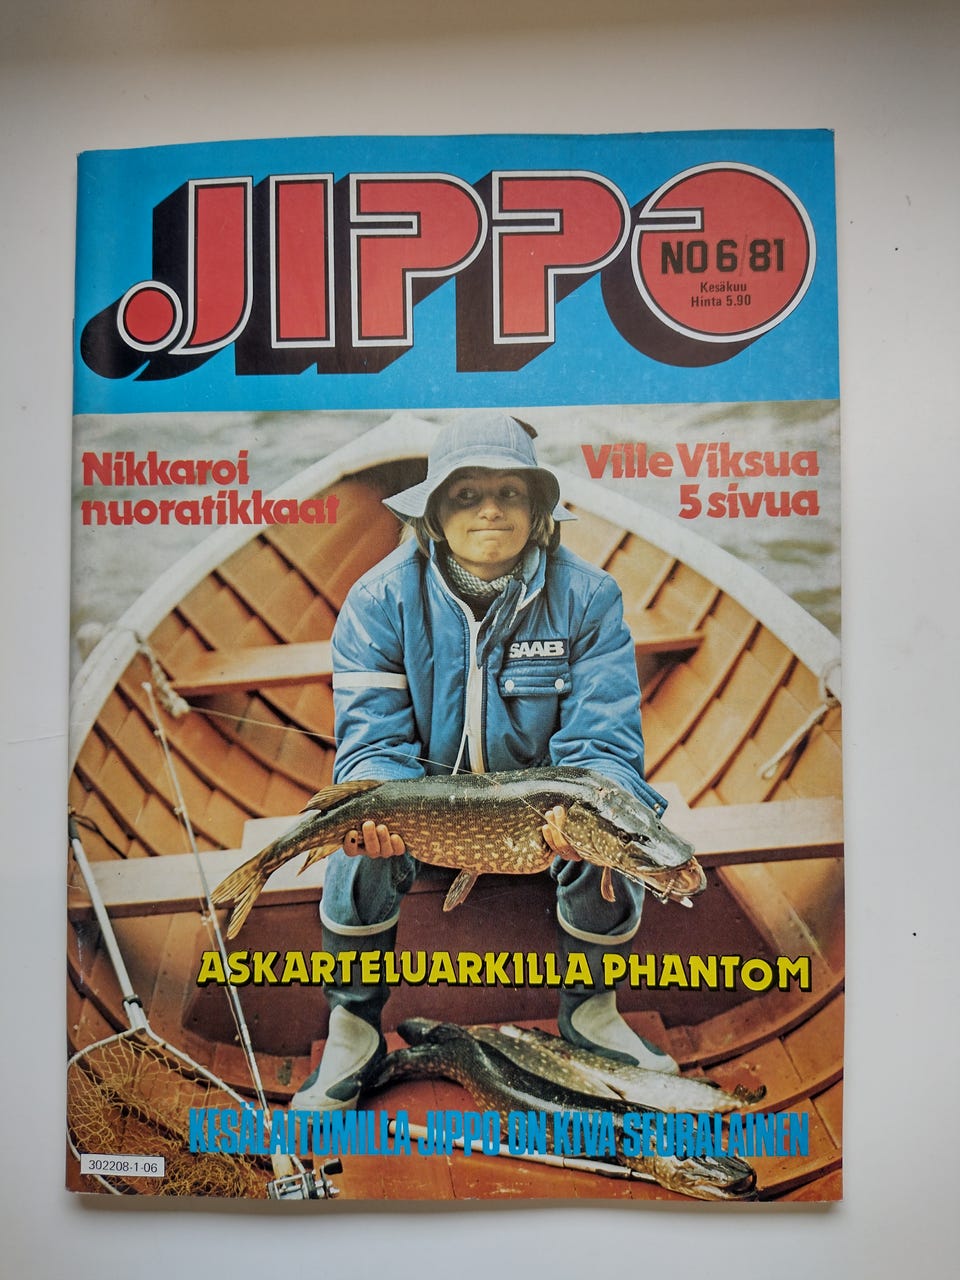 JIPPO
NO 6/81
Kesäkuu
Hinta 5.90
Nikkaroi
nuoratikkaat
Ville Viksua
5 sivua
SAAB
ASKARTELUARKILLA PHANTOM
KESÄLAITUMILLA JIPPO ON KIVA SEURALAINEN
302208-1-06